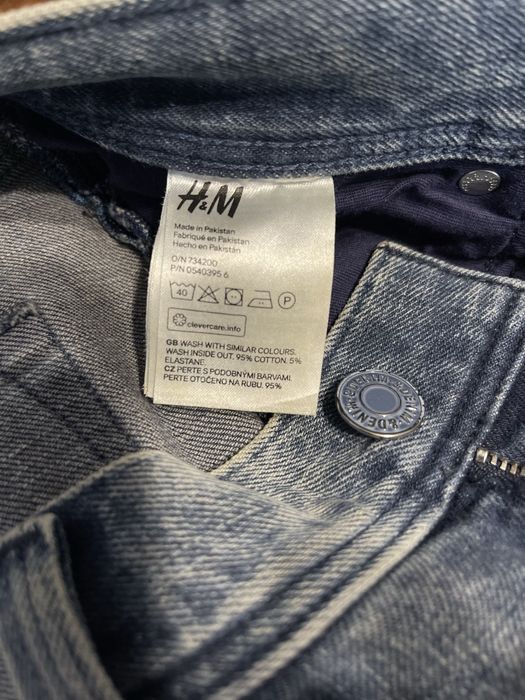 H&M
Made in Pakistan
Fabriqué en Pakistan
Hecho en Pakistán
O/N 734200
P/N 0540395 6
40 P
clevercare.info
GB WASH WITH SIMILAR COLOURS.
WASH INSIDE OUT. 95% COTTON. 5%
ELASTANE.
CZ PERTE S PODOBNÝMI BARVAMI.
PERTE OTOČENO NA RUBU. 95%
&DENIM